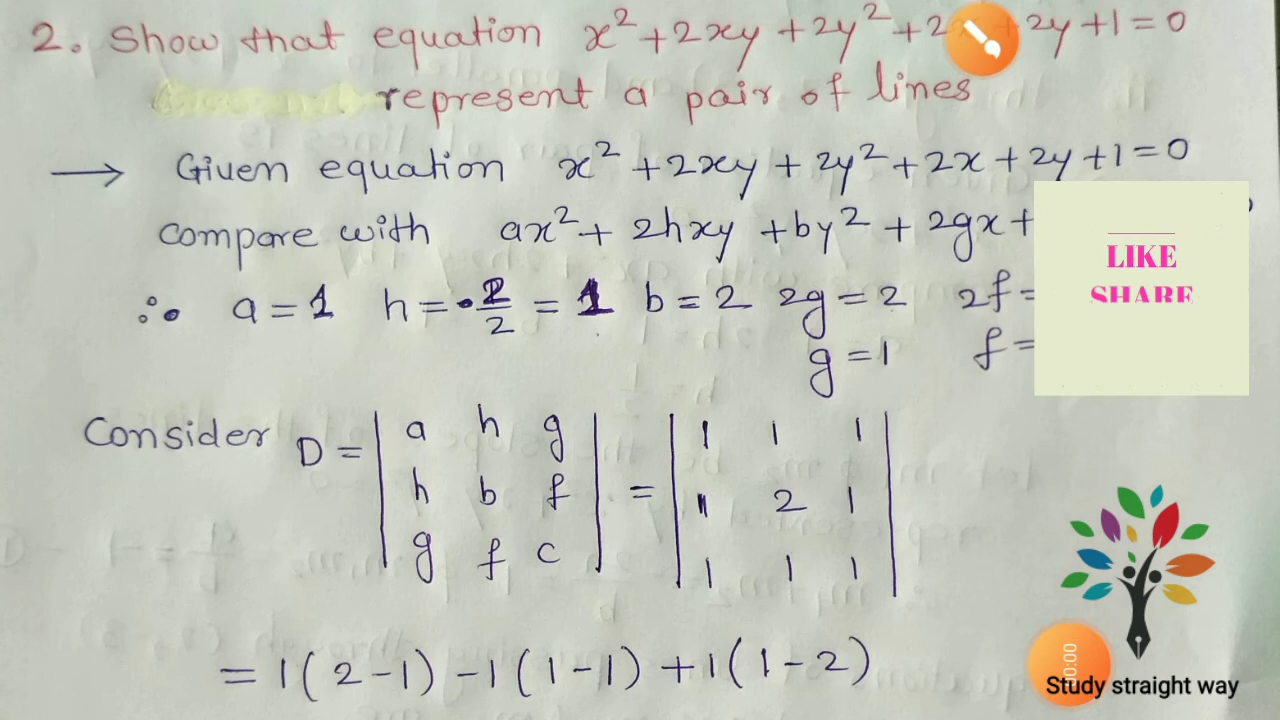 2. Show that equation x²+2xy+2y²+2 +2y+1=0
represent a pair of lines
→ Given equation x²+2xy+2y²+2x+2y+1=0
compare with ax²+2hxy+by²+2gx+
∴ a=1 h=2/2=1 b=2 2g=2 2f=
g=1 f=
LIKE
SHARE
Consider D= | a h g | = | 1 1 1 |
| h b f | | 1 2 1 |
| g f c | | 1 1 1 |
=1(2-1)-1(1-1)+1(1-2)
00:00
Study straight way